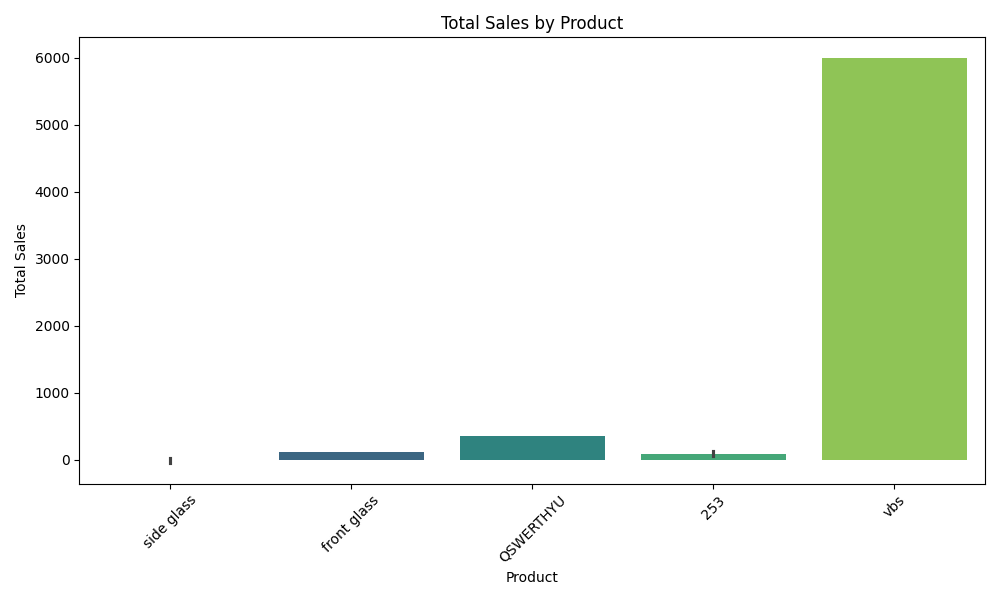 Total Sales by Product
Total Sales
6000
5000
4000
3000
2000
1000
0
side glass
front glass
QSWERTHYU
253
vbs
Product